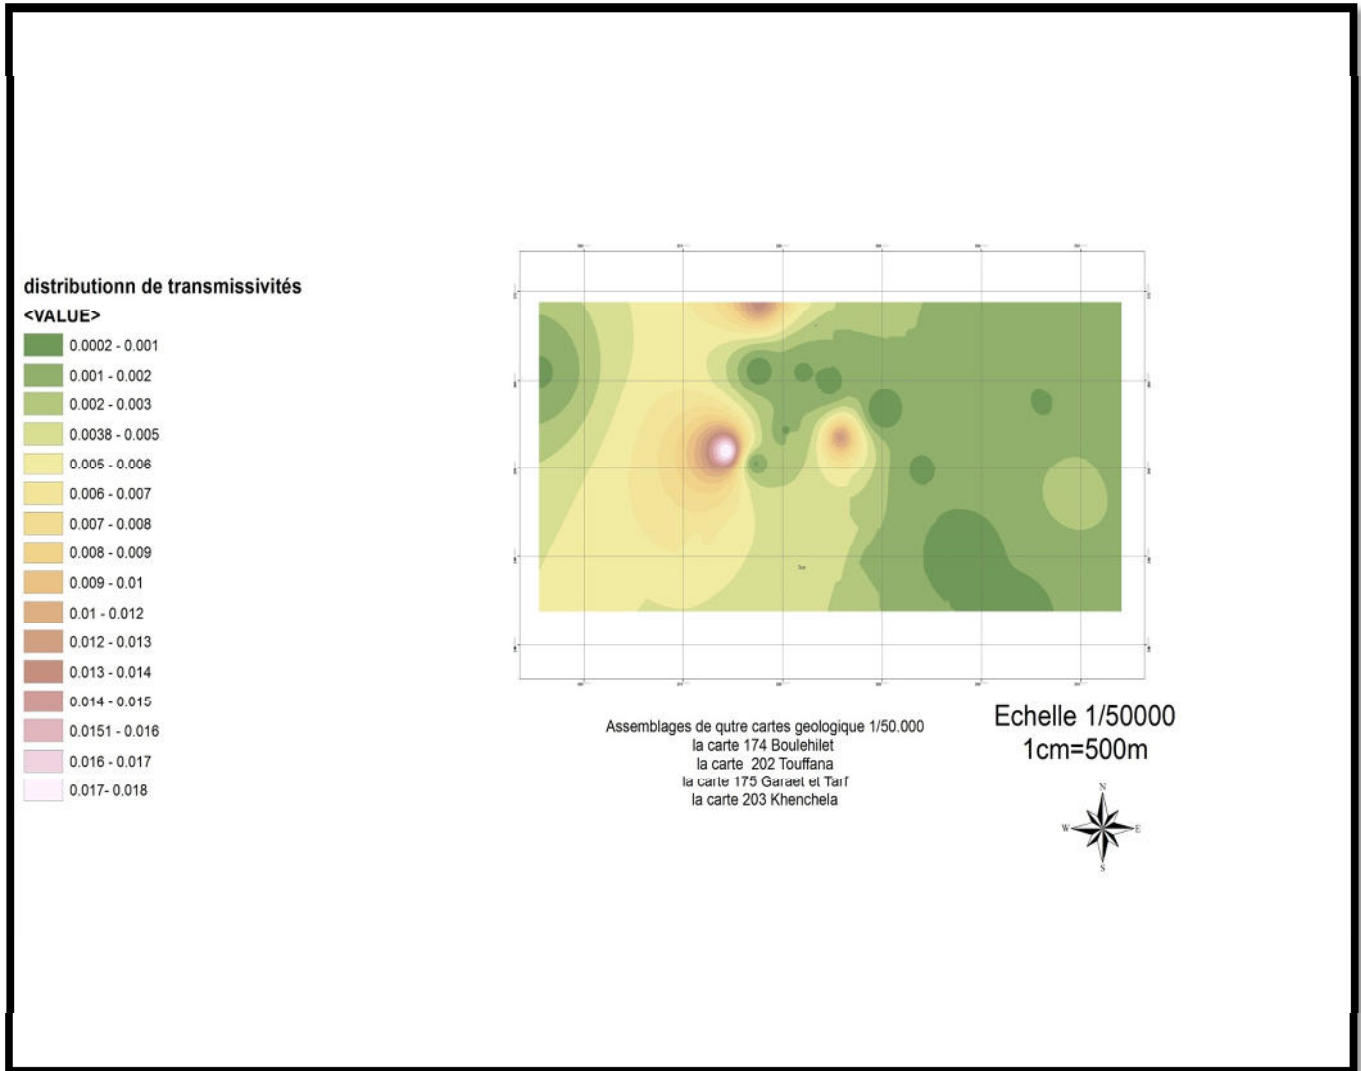 distributionn de transmissivités
<VALUE>
0.0002 - 0.001
0.001 - 0.002
0.002 - 0.003
0.0038 - 0.005
0.005 - 0.006
0.006 - 0.007
0.007 - 0.008
0.008 - 0.009
0.009 - 0.01
0.01 - 0.012
0.012 - 0.013
0.013 - 0.014
0.014 - 0.015
0.0151 - 0.016
0.016 - 0.017
0.017- 0.018
Assemblages de qutre cartes geologique 1/50.000
la carte 174 Boulehilet
la carte 202 Touffana
la carte 175 Garaet et Tarf
la carte 203 Khenchela
Echelle 1/50000
1cm=500m
N
W
E
S